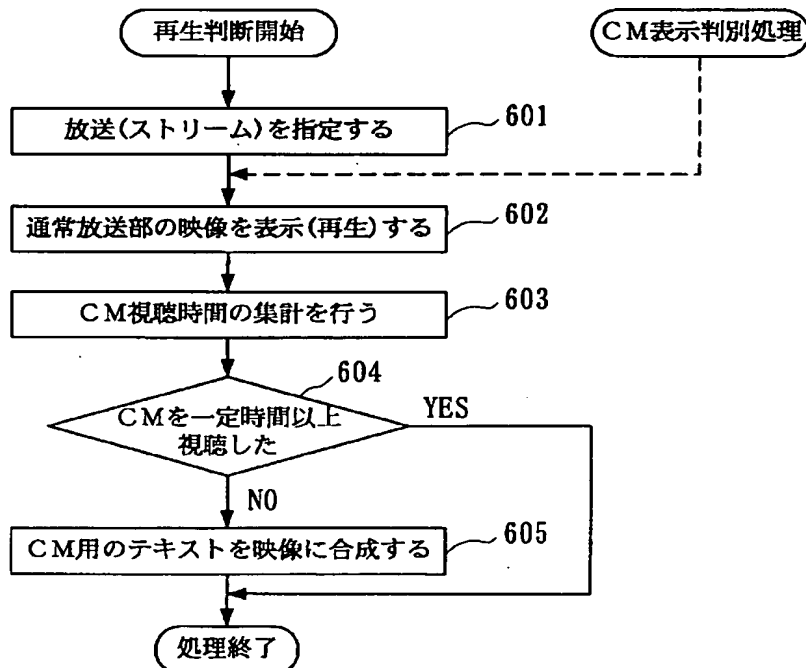 再生判断開始
CM表示判別処理
放送(ストリーム)を指定する
601
通常放送部の映像を表示(再生)する
602
CM視聴時間の集計を行う
603
604
CMを一定時間以上
視聴した
YES
NO
CM用のテキストを映像に合成する
605
処理終了